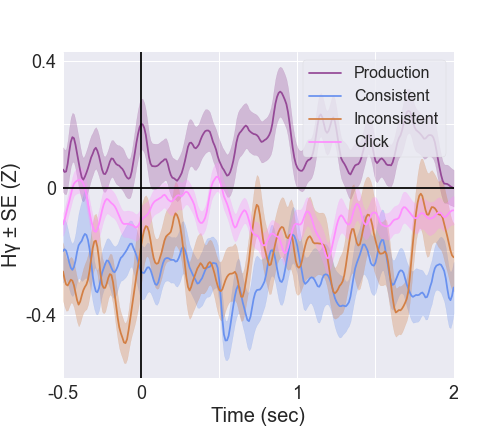 Production
Consistent
Inconsistent
Click
0.4
0
-0.4
Hγ ± SE (Z)
-0.5
0
1
2
Time (sec)